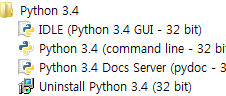 Python 3.4
IDLE (Python 3.4 GUI - 32 bit)
Python 3.4 (command line - 32 bi
Python 3.4 Docs Server (pydoc - 3
Uninstall Python 3.4 (32 bit)